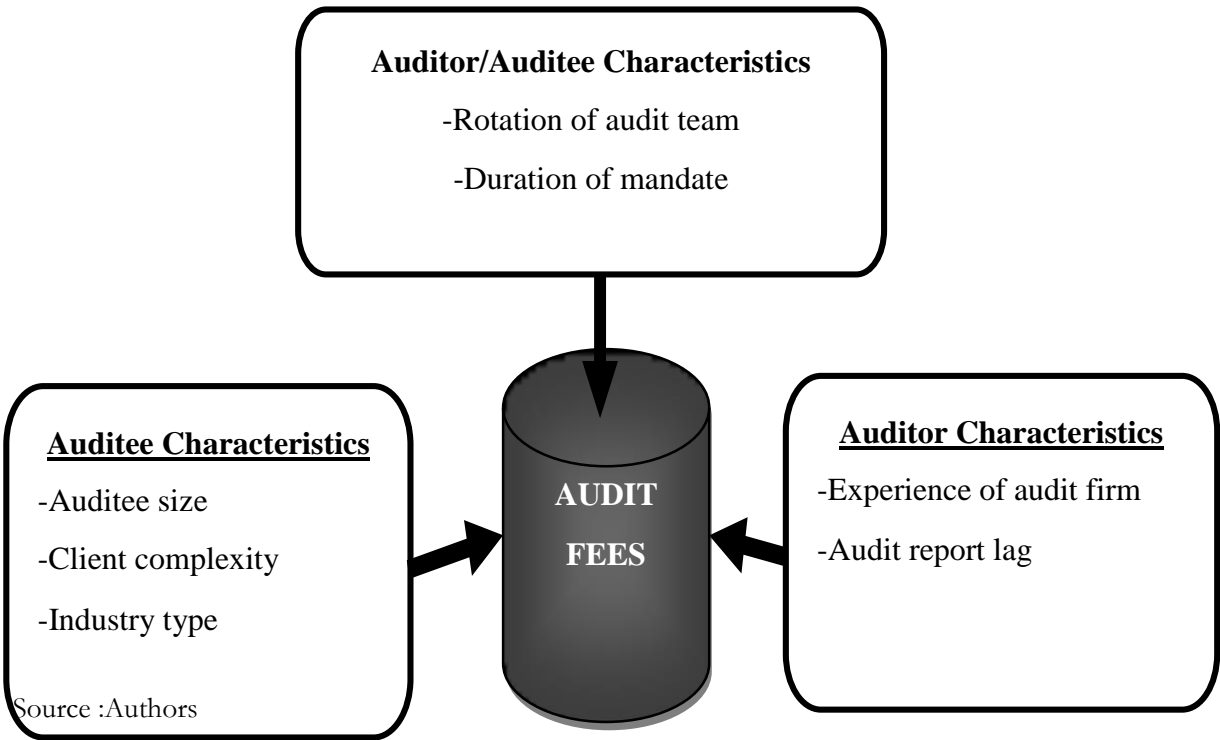 Auditor/Auditee Characteristics
-Rotation of audit team
-Duration of mandate
Auditee Characteristics
-Auditee size
-Client complexity
-Industry type
Source :Authors
AUDIT
FEES
Auditor Characteristics
-Experience of audit firm
-Audit report lag